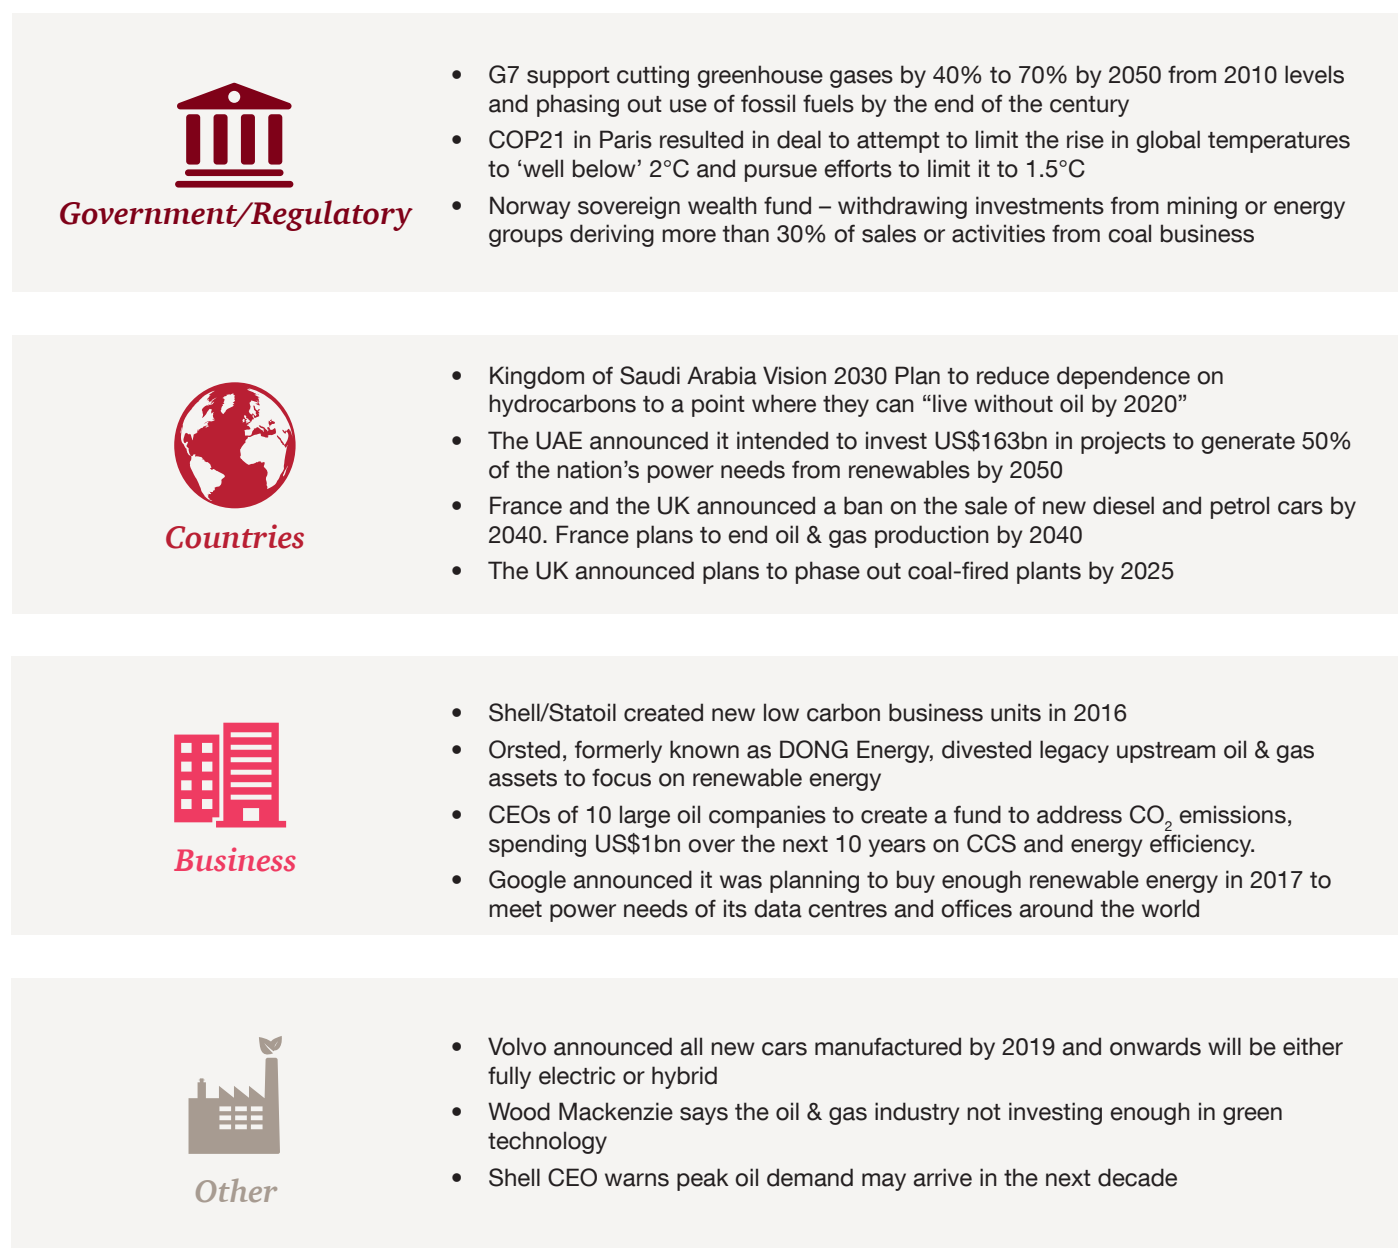 Government/Regulatory
• G7 support cutting greenhouse gases by 40% to 70% by 2050 from 2010 levels
and phasing out use of fossil fuels by the end of the century
• COP21 in Paris resulted in deal to attempt to limit the rise in global temperatures
to ‘well below’ 2°C and pursue efforts to limit it to 1.5°C
• Norway sovereign wealth fund – withdrawing investments from mining or energy
groups deriving more than 30% of sales or activities from coal business
Countries
• Kingdom of Saudi Arabia Vision 2030 Plan to reduce dependence on
hydrocarbons to a point where they can “live without oil by 2020”
• The UAE announced it intended to invest US$163bn in projects to generate 50%
of the nation’s power needs from renewables by 2050
• France and the UK announced a ban on the sale of new diesel and petrol cars by
2040. France plans to end oil & gas production by 2040
• The UK announced plans to phase out coal-fired plants by 2025
Business
• Shell/Statoil created new low carbon business units in 2016
• Orsted, formerly known as DONG Energy, divested legacy upstream oil & gas
assets to focus on renewable energy
• CEOs of 10 large oil companies to create a fund to address CO₂ emissions,
spending US$1bn over the next 10 years on CCS and energy efficiency.
• Google announced it was planning to buy enough renewable energy in 2017 to
meet power needs of its data centres and offices around the world
Other
• Volvo announced all new cars manufactured by 2019 and onwards will be either
fully electric or hybrid
• Wood Mackenzie says the oil & gas industry not investing enough in green
technology
• Shell CEO warns peak oil demand may arrive in the next decade